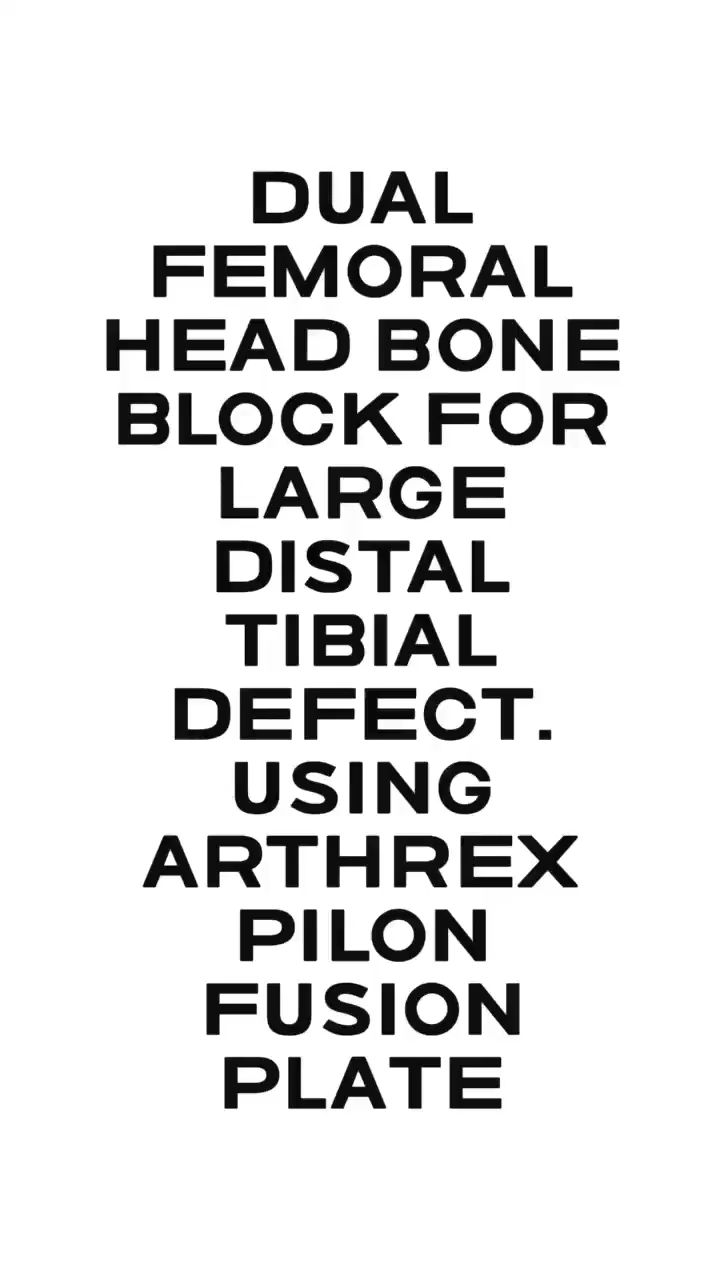 DUAL
FEMORAL
HEAD BONE
BLOCK FOR
LARGE
DISTAL
TIBIAL
DEFECT.
USING
ARTHREX
PILON
FUSION
PLATE